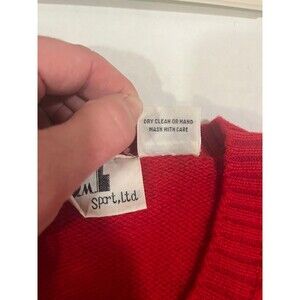 DRY CLEAN OR HAND
WASH WITH CARE
Sport, Ltd